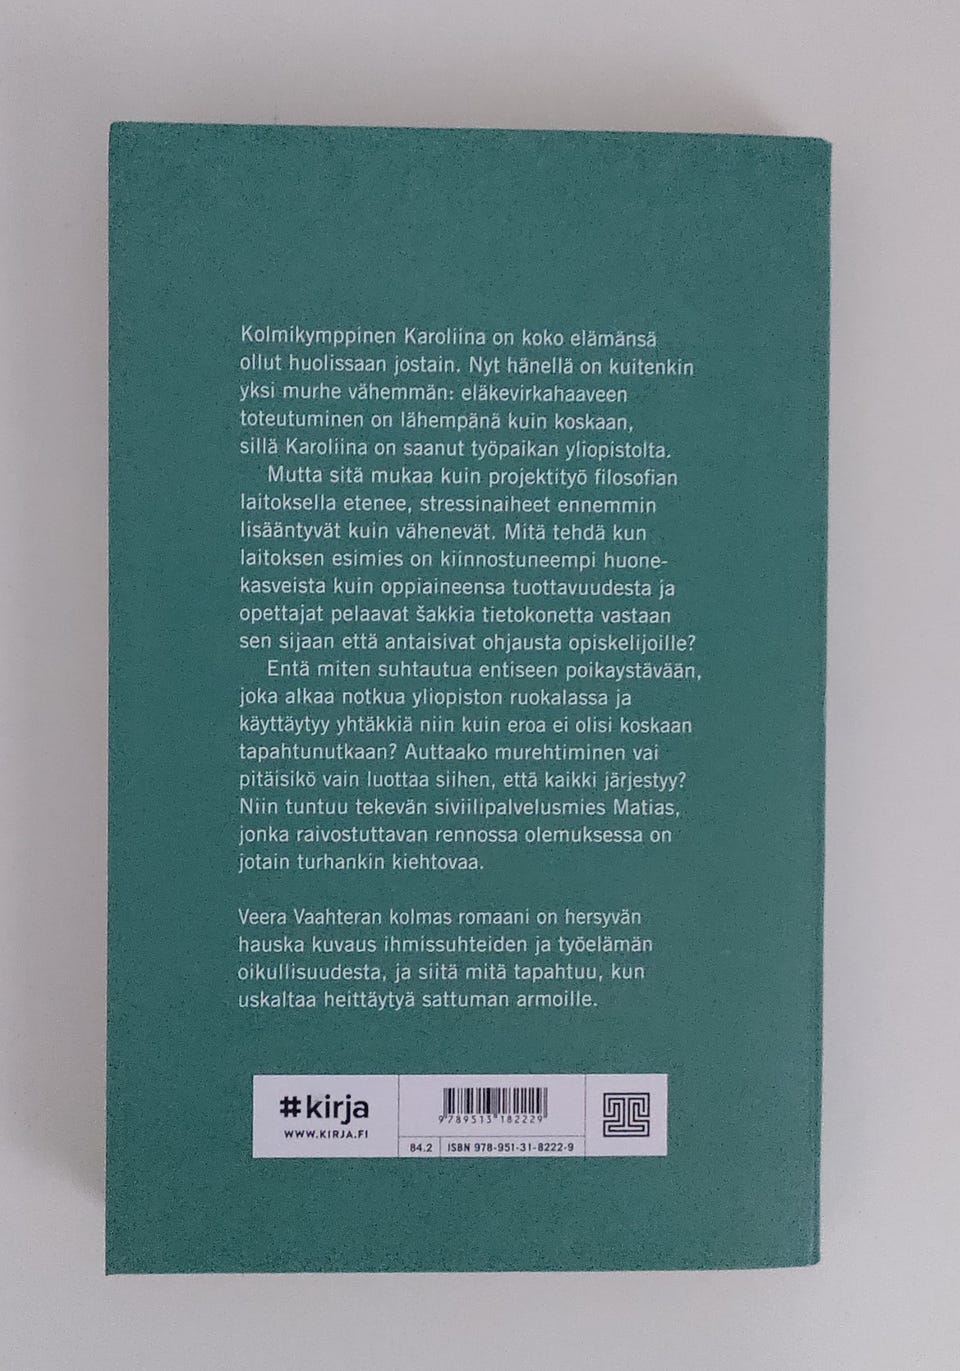 Kolmikymppinen Karoliina on koko elämänsä
ollut huolissaan jostain. Nyt hänellä on kuitenkin
yksi murhe vähemmän: eläkevirkahaaveen
toteutuminen on lähempänä kuin koskaan,
sillä Karoliina on saanut työpaikan yliopistolta.
Mutta sitä mukaa kuin projektityö filosofian
laitoksella etenee, stressinaiheet ennemmin
lisääntyvät kuin vähenevät. Mitä tehdä kun
laitoksen esimies on kiinnostuneempi huone-
kasveista kuin oppiaineensa tuottavuudesta ja
opettajat pelaavat šakkia tietokonetta vastaan
sen sijaan että antaisivat ohjausta opiskelijoille?
Entä miten suhtautua entiseen poikaystävään,
joka alkaa notkua yliopiston ruokalassa ja
käyttäytyy yhtäkkiä niin kuin eroa ei olisi koskaan
tapahtunutkaan? Auttaako murehtiminen vai
pitäisikö vain luottaa siihen, että kaikki järjestyy?
Niin tuntuu tekevän siviilipalvelusmies Matias,
jonka raivostuttavan rennossa olemuksessa on
jotain turhankin kiehtovaa.
Veera Vaahteran kolmas romaani on hersyvän
hauska kuvaus ihmissuhteiden ja työelämän
oikullisuudesta, ja siitä mitä tapahtuu, kun
uskaltaa heittäytyä sattuman armoille.
#kirja
WWW.KIRJA.FI
9789513182229
84.2 ISBN 978-951-31-8222-9